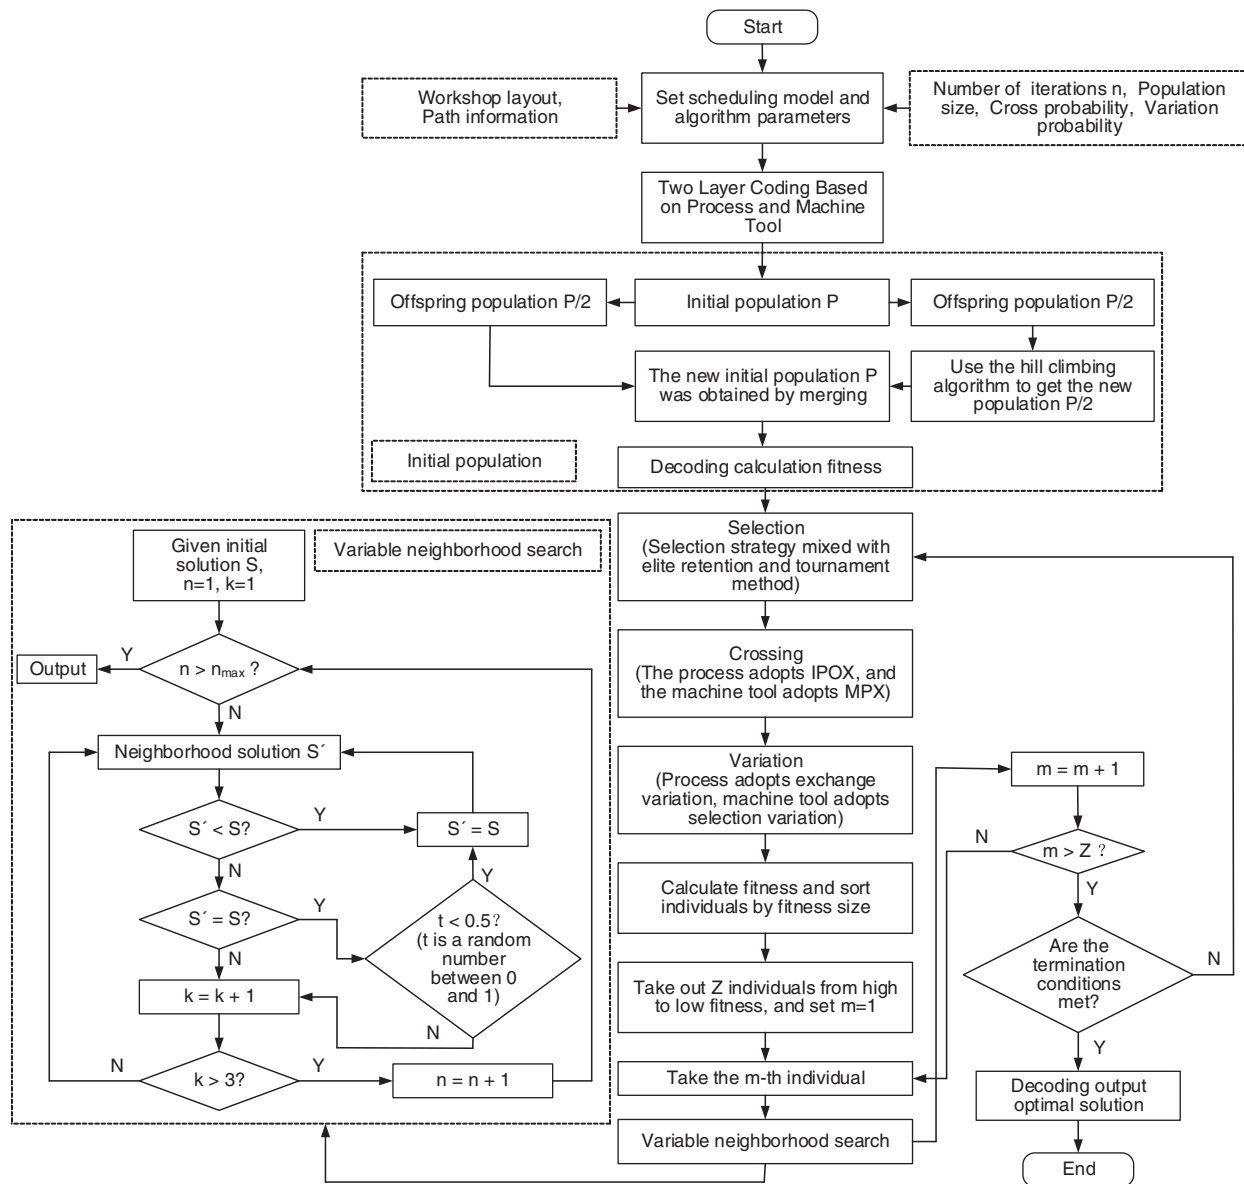 Start
Workshop layout,
Path information
Set scheduling model and
algorithm parameters
Number of iterations n, Population
size, Cross probability, Variation
probability
Two Layer Coding Based
on Process and Machine
Tool
Offspring population P/2
Initial population P
Offspring population P/2
The new initial population P
was obtained by merging
Use the hill climbing
algorithm to get the new
population P/2
Initial population
Decoding calculation fitness
Given initial
solution S,
n=1, k=1
Variable neighborhood search
Selection
(Selection strategy mixed with
elite retention and tournament
method)
Output
Y
n > nmax ?
N
Crossing
(The process adopts IPOX, and
the machine tool adopts MPX)
Neighborhood solution S´
Variation
(Process adopts exchange
variation, machine tool adopts
selection variation)
m = m + 1
S´ < S?
Y
S´ = S
N
m > Z ?
N
Y
Y
S´ = S?
Y
N
t < 0.5?
(t is a random
number
between 0
and 1)
Calculate fitness and sort
individuals by fitness size
Are the
termination
conditions
met?
N
k = k + 1
N
Take out Z individuals from high
to low fitness, and set m=1
Y
N
k > 3?
Y
n = n + 1
Take the m-th individual
Decoding output
optimal solution
Variable neighborhood search
End